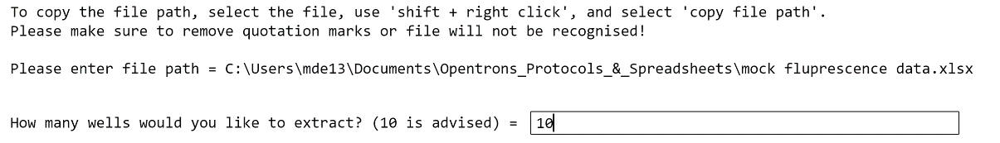 To copy the file path, select the file, use 'shift + right click', and select 'copy file path'.
Please make sure to remove quotation marks or file will not be recognised!
Please enter file path = C:\Users\mde13\Documents\Opentrons_Protocols_&_Spreadsheets\mock fluprescence data.xlsx
How many wells would you like to extract? (10 is advised) = 10